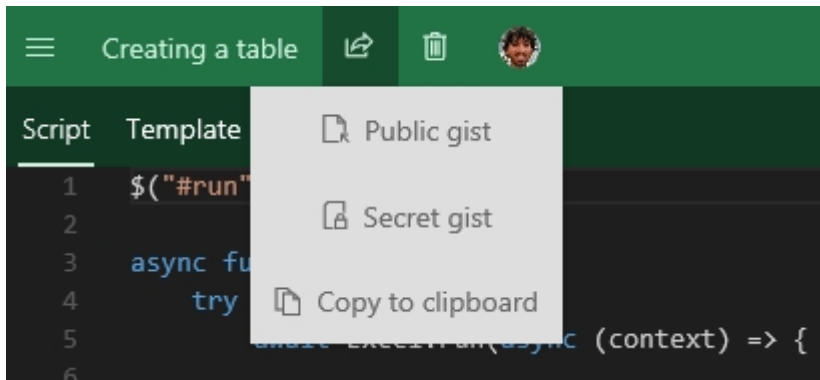 Creating a table
Script Template
Public gist
1 $("#run"
2
Secret gist
3 async fu
4 try
Copy to clipboard
5 (context) => {
6